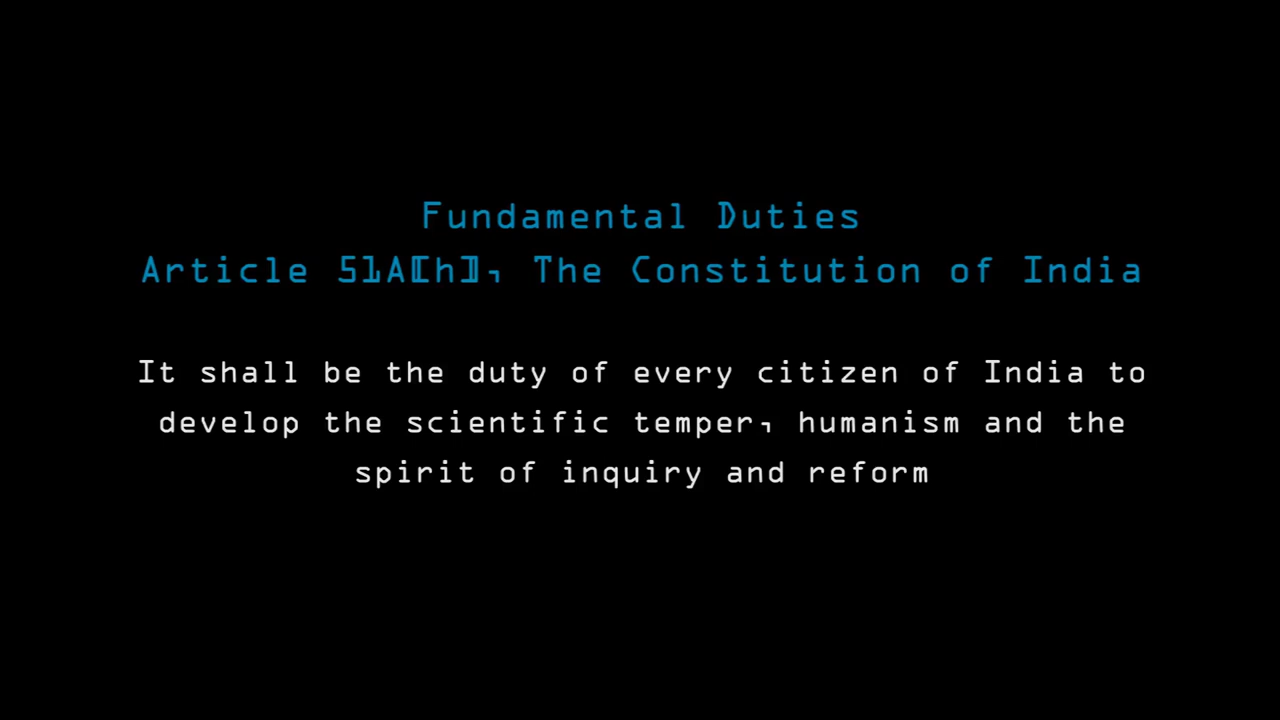 Fundamental Duties
Article 51A[h], The Constitution of India
It shall be the duty of every citizen of India to
develop the scientific temper, humanism and the
spirit of inquiry and reform